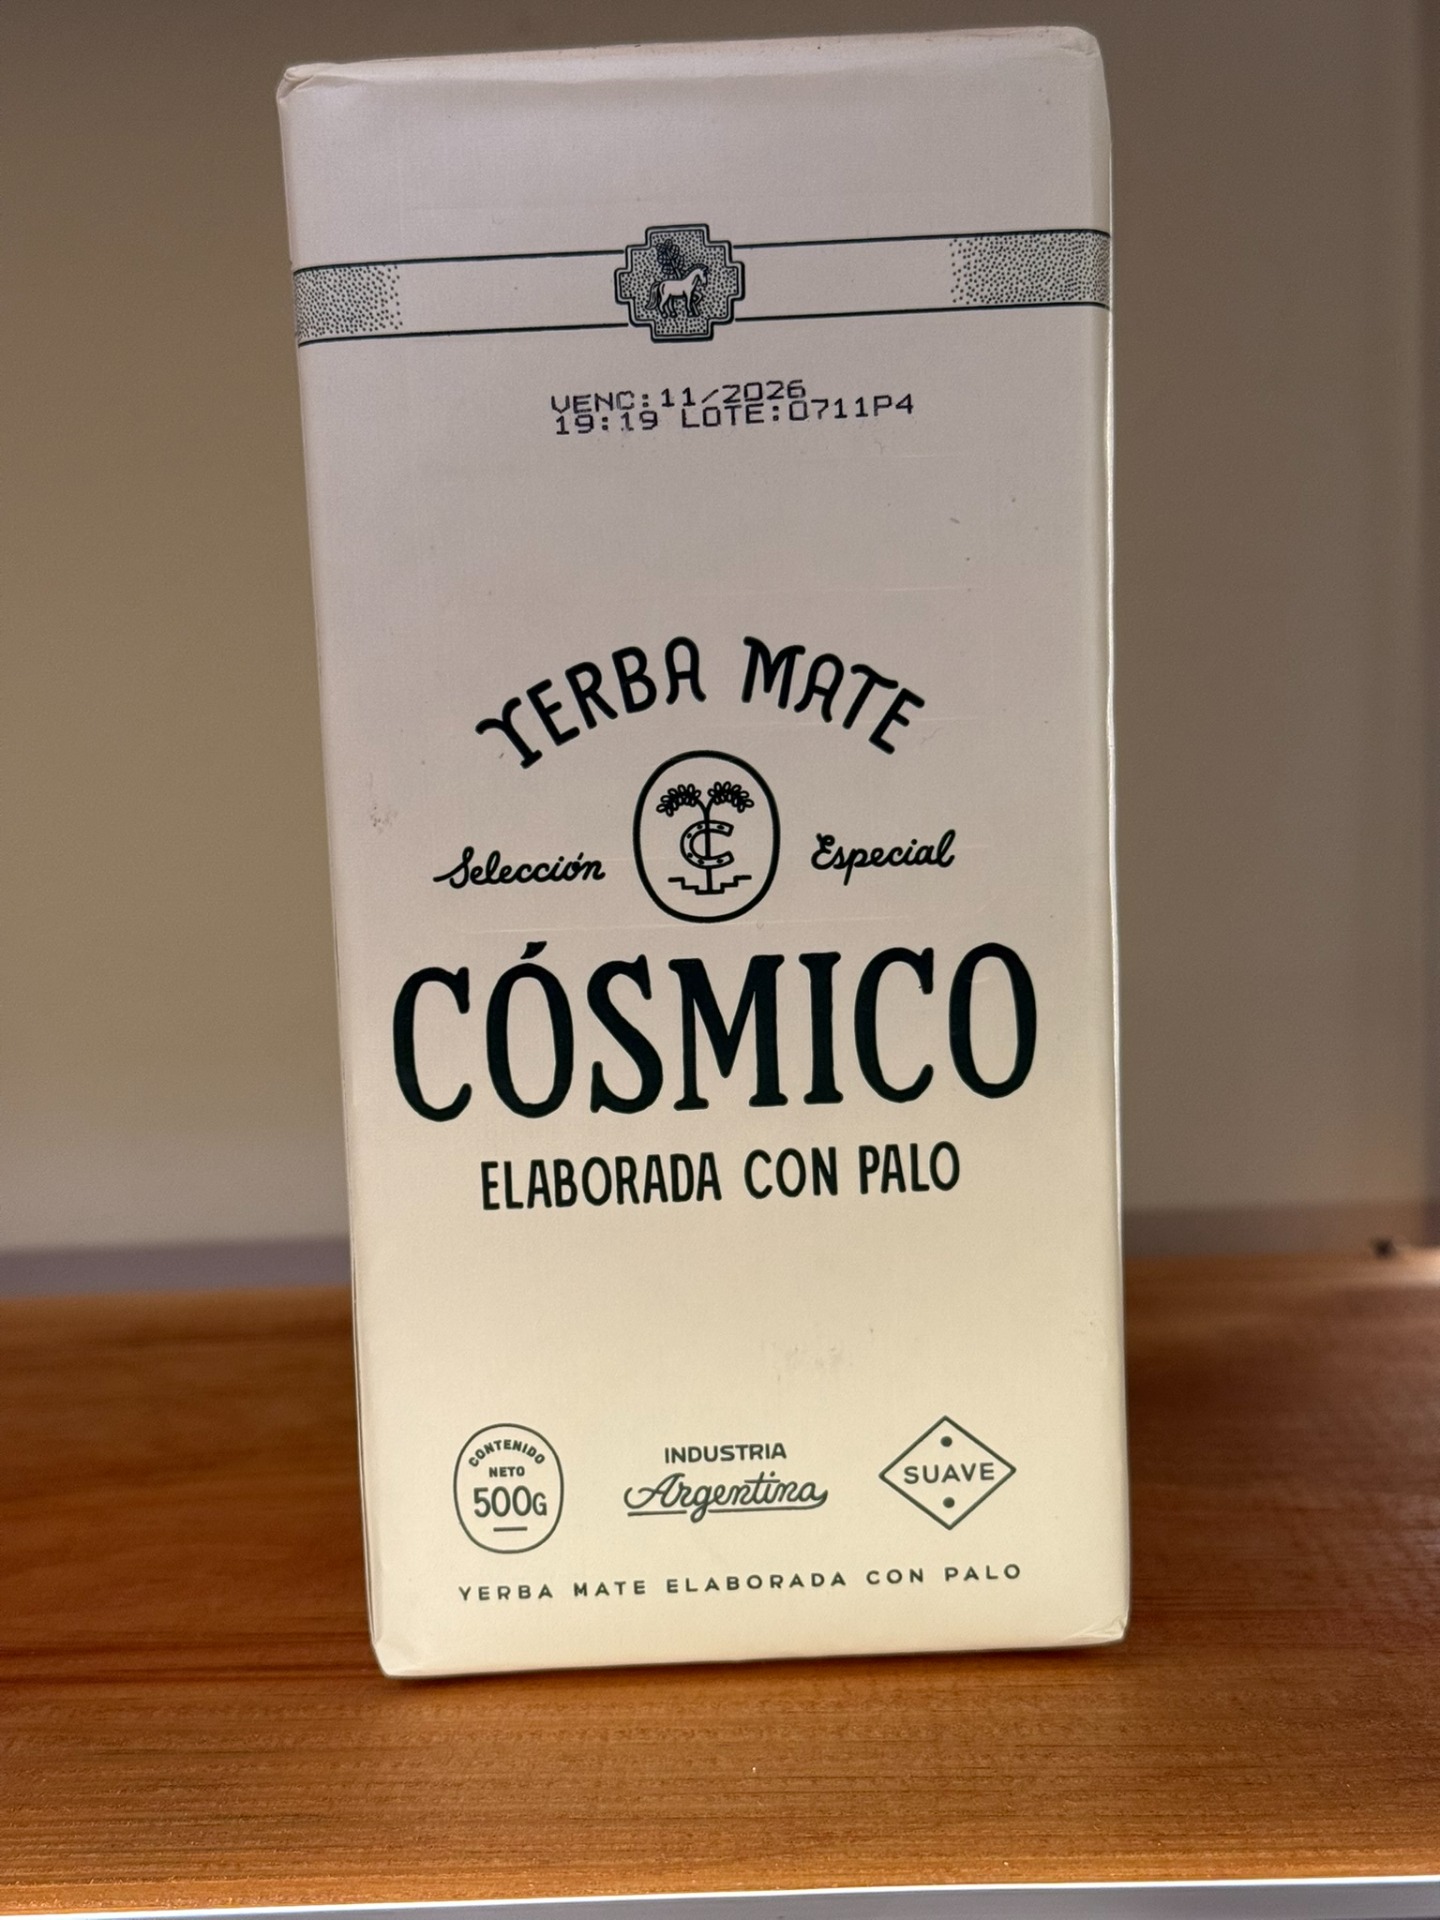 VENC:11/2026
19:19 LOTE:0711P4
YERBA MATE
Selección Especial
CÓSMICO
ELABORADA CON PALO
CONTENIDO
NETO
500G
INDUSTRIA
Argentina
SUAVE
YERBA MATE ELABORADA CON PALO